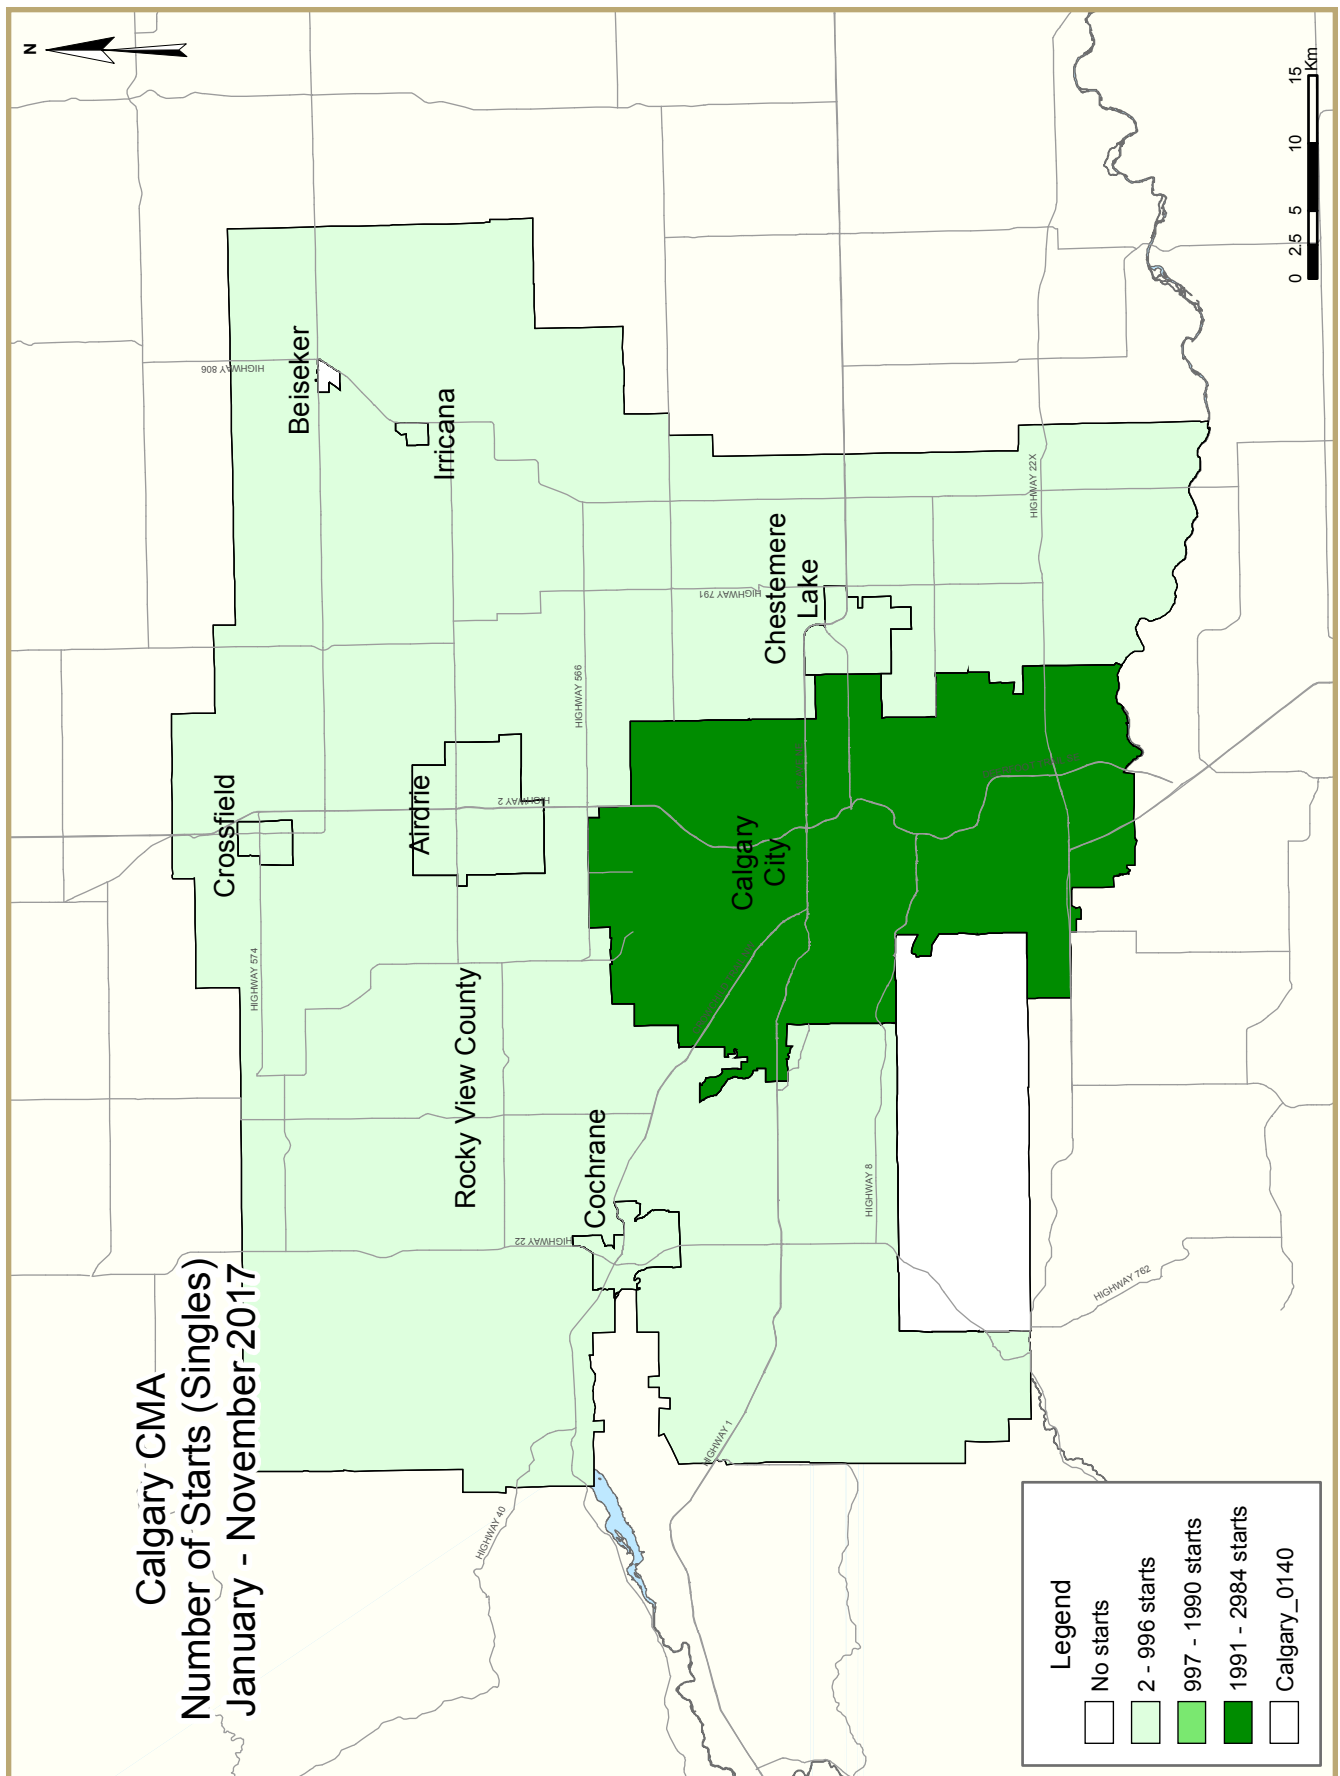 Calgary CMA
Number of Starts (Singles)
January - November 2017
N
HIGHWAY 806
Beiseker
Irricana
Crossfield
HIGHWAY 574
Airdrie
HIGHWAY 2
HIGHWAY 566
HIGHWAY 791
Chestemere
Lake
HIGHWAY 22X
Rocky View County
Cochrane
HIGHWAY 22
Calgary
City
HIGHWAY 8
HIGHWAY 1
HIGHWAY 40
HIGHWAY 762
Legend
No starts
2 - 996 starts
997 - 1990 starts
1991 - 2984 starts
Calgary_0140
0 2.5 5 10 15
Km